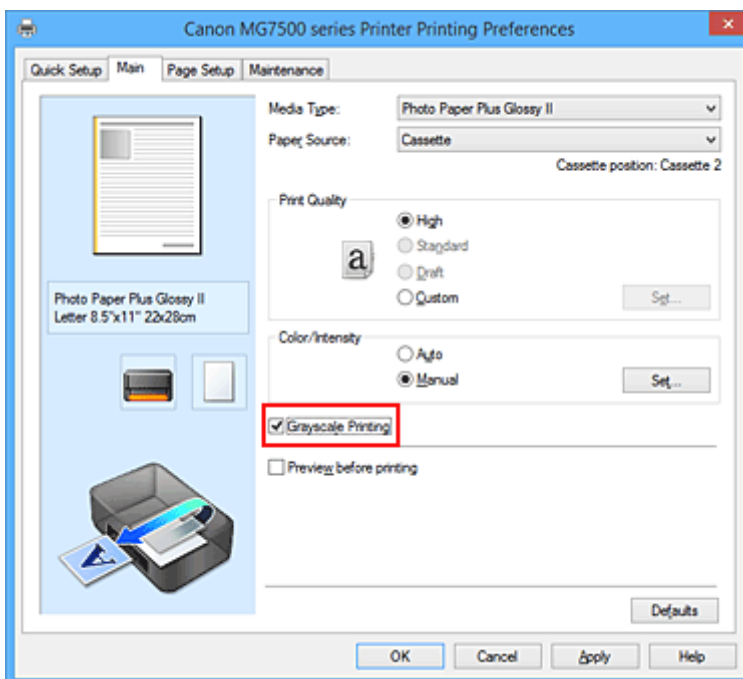 Canon MG7500 series Printer Printing Preferences
Quick Setup Main Page Setup Maintenance
Media Type: Photo Paper Plus Glossy II
Paper Source: Cassette
Cassette position: Cassette 2
Print Quality
High
a Standard
Draft
Custom Set...
Photo Paper Plus Glossy II
Letter 8.5"x11" 22x28cm
Color/Intensity
Auto
Manual Set...
Grayscale Printing
Preview before printing
A
Defaults
OK Cancel Apply Help